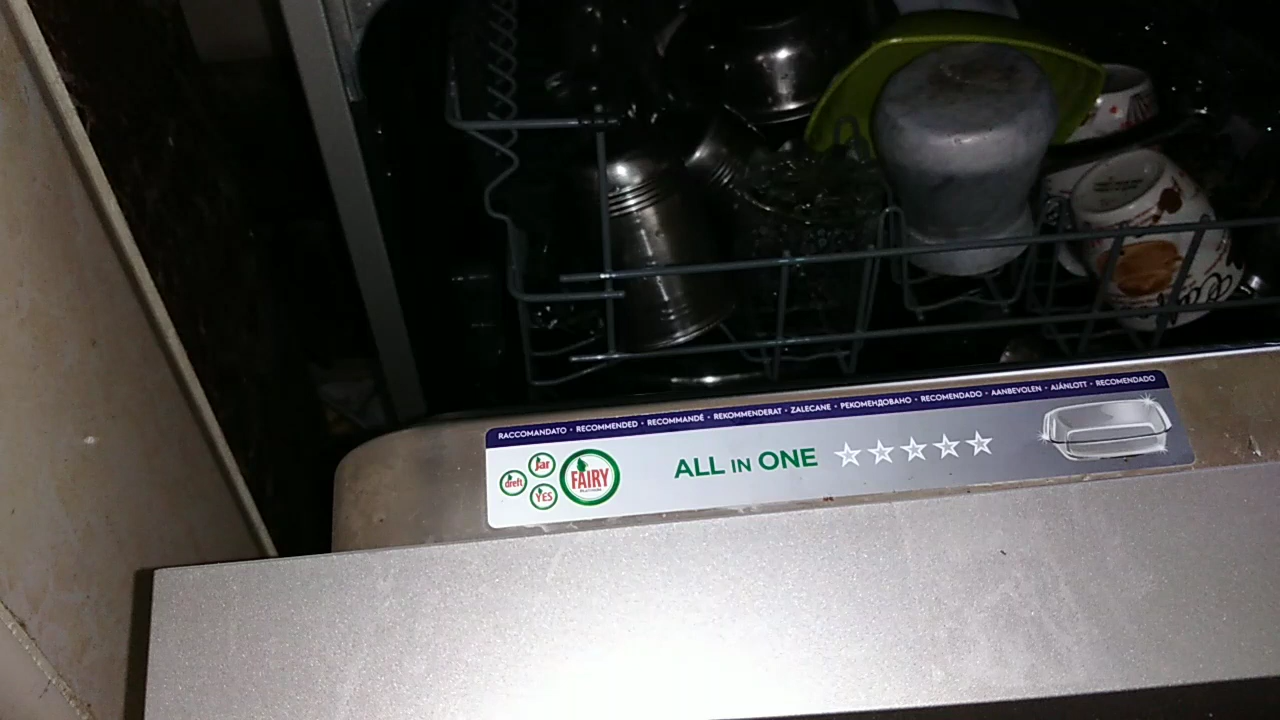 RACCOMANDATO • RECOMMENDED • RECOMMANDÉ • REKOMMENDERAT • ZALECANE • РЕКОМЕНДОВАНО • RECOMENDADO • AANBEVOLEN • AJÁNLOTT • RECOMENDADO
Jar
dreft
YES
FAIRY
ALL IN ONE